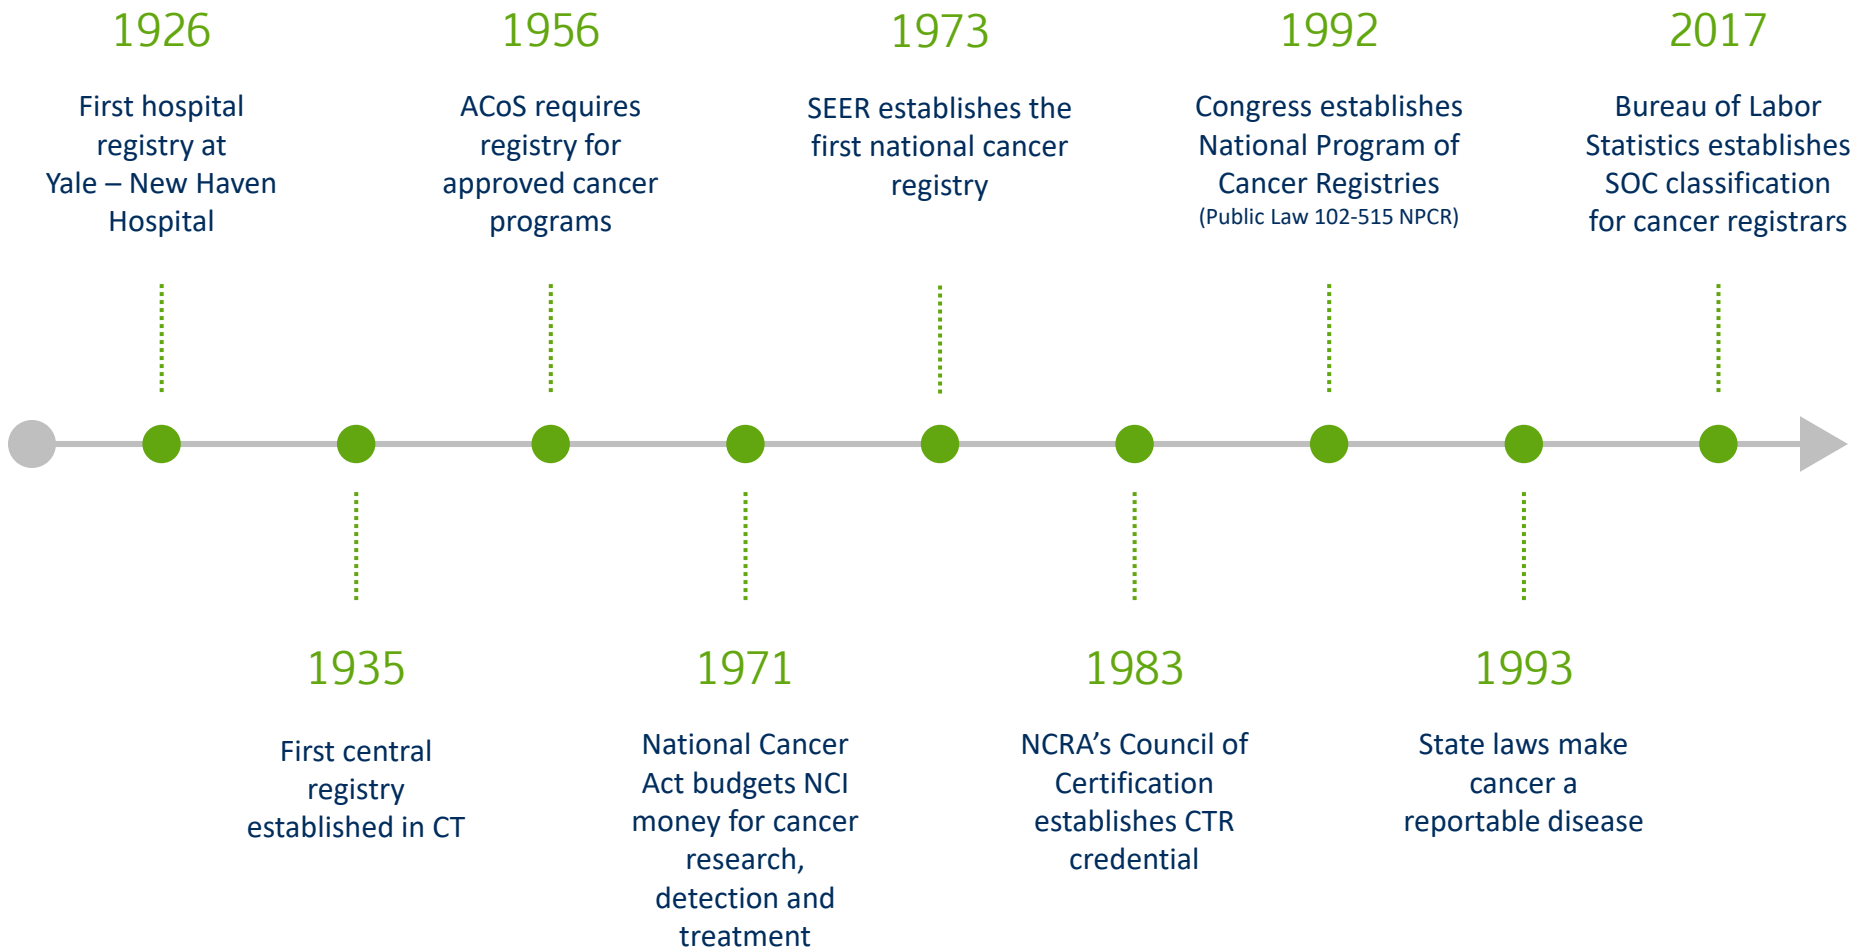 1926
First hospital
registry at
Yale – New Haven
Hospital
1935
First central
registry
established in CT
1956
ACoS requires
registry for
approved cancer
programs
1971
National Cancer
Act budgets NCI
money for cancer
research,
detection and
treatment
1973
SEER establishes the
first national cancer
registry
1983
NCRA’s Council of
Certification
establishes CTR
credential
1992
Congress establishes
National Program of
Cancer Registries
(Public Law 102-515 NPCR)
1993
State laws make
cancer a
reportable disease
2017
Bureau of Labor
Statistics establishes
SOC classification
for cancer registrars